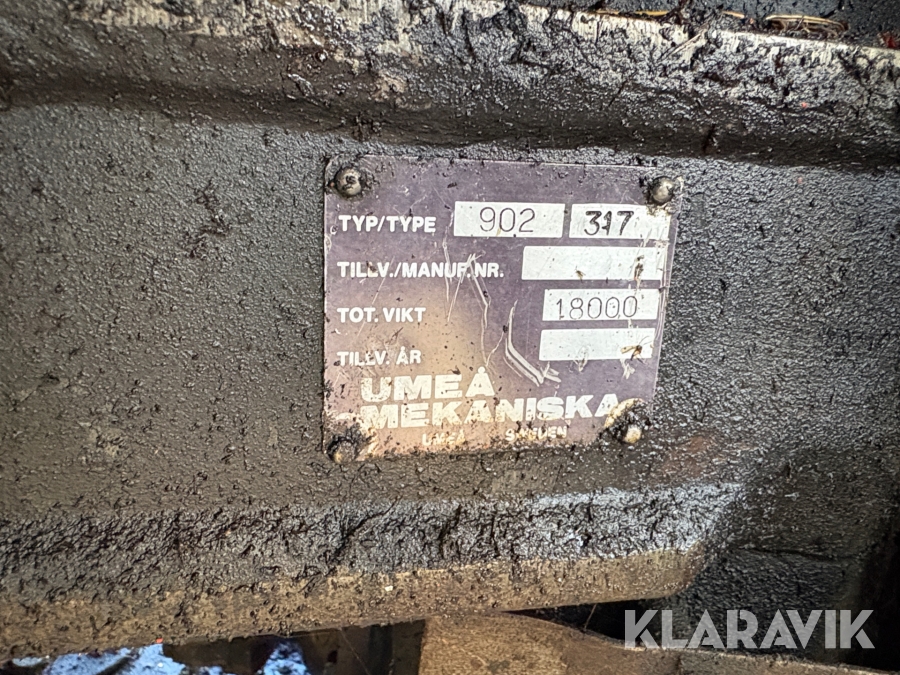 TYP/TYPE 902 317
TILLV./MANUF.NR.
TOT. VIKT 18000
TILLV. ÅR
UMEÅ
MEKANISKA
UMEÅ SWEDEN
KLARAVIK